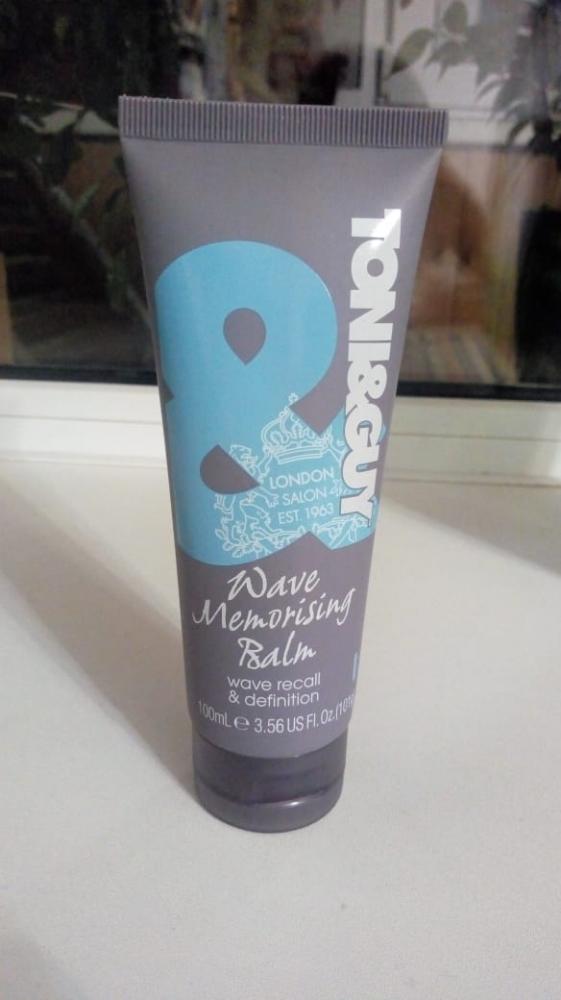 TONI&GUY
LONDON
SALON
EST. 1963
Wave
Memorising
Balm
wave recall
& definition
100mL e 3.56 US Fl. Oz.